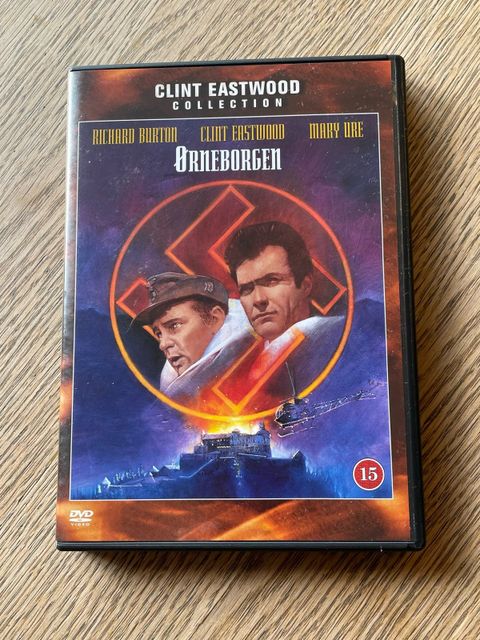 CLINT EASTWOOD
COLLECTION
RICHARD BURTON CLINT EASTWOOD MARY URE
ØRNEBORGEN
15
DVD
VIDEO